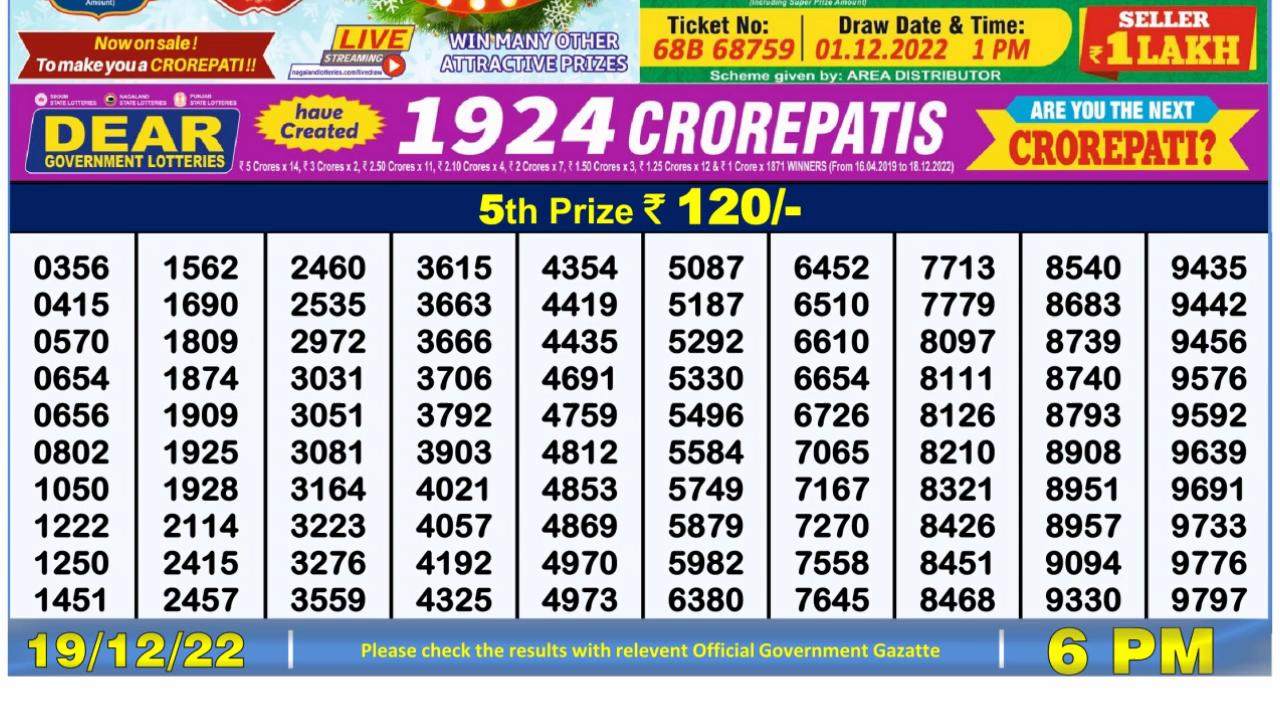 Amount)
(Including Super Prize Amount)
Now on sale!
To make you a CROREPATI!!
LIVE
STREAMING
nagalandlotteries.com/livedraw
WIN MANY OTHER
ATTRACTIVE PRIZES
Ticket No:
68B 68759
Draw Date & Time:
01.12.2022 1 PM
Scheme given by: AREA DISTRIBUTOR
SELLER
₹1 LAKH
SIKKIM STATE LOTTERIES NAGALAND STATE LOTTERIES PUNJAB STATE LOTTERIES
DEAR
GOVERNMENT LOTTERIES
have
Created
1924 CROREPATIS
₹ 5 Crores x 14, ₹ 3 Crores x 2, ₹ 2.50 Crores x 11, ₹ 2.10 Crores x 4, ₹ 2 Crores x 7, ₹ 1.50 Crores x 3, ₹ 1.25 Crores x 12 & ₹ 1 Crore x 1871 WINNERS (From 16.04.2019 to 18.12.2022)
ARE YOU THE NEXT
CROREPATI?
5th Prize ₹ 120/-
0356 1562 2460 3615 4354 5087 6452 7713 8540 9435
0415 1690 2535 3663 4419 5187 6510 7779 8683 9442
0570 1809 2972 3666 4435 5292 6610 8097 8739 9456
0654 1874 3031 3706 4691 5330 6654 8111 8740 9576
0656 1909 3051 3792 4759 5496 6726 8126 8793 9592
0802 1925 3081 3903 4812 5584 7065 8210 8908 9639
1050 1928 3164 4021 4853 5749 7167 8321 8951 9691
1222 2114 3223 4057 4869 5879 7270 8426 8957 9733
1250 2415 3276 4192 4970 5982 7558 8451 9094 9776
1451 2457 3559 4325 4973 6380 7645 8468 9330 9797
19/12/22
Please check the results with relevent Official Government Gazatte
6 PM